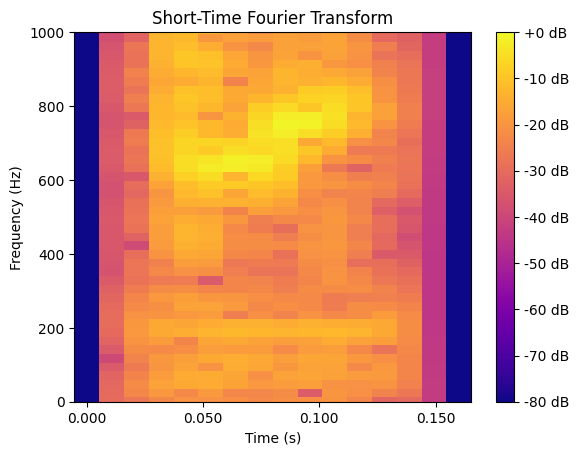 Short-Time Fourier Transform
1000
800
600
400
200
0
Frequency (Hz)
0.000
0.050
0.100
0.150
Time (s)
+0 dB
-10 dB
-20 dB
-30 dB
-40 dB
-50 dB
-60 dB
-70 dB
-80 dB